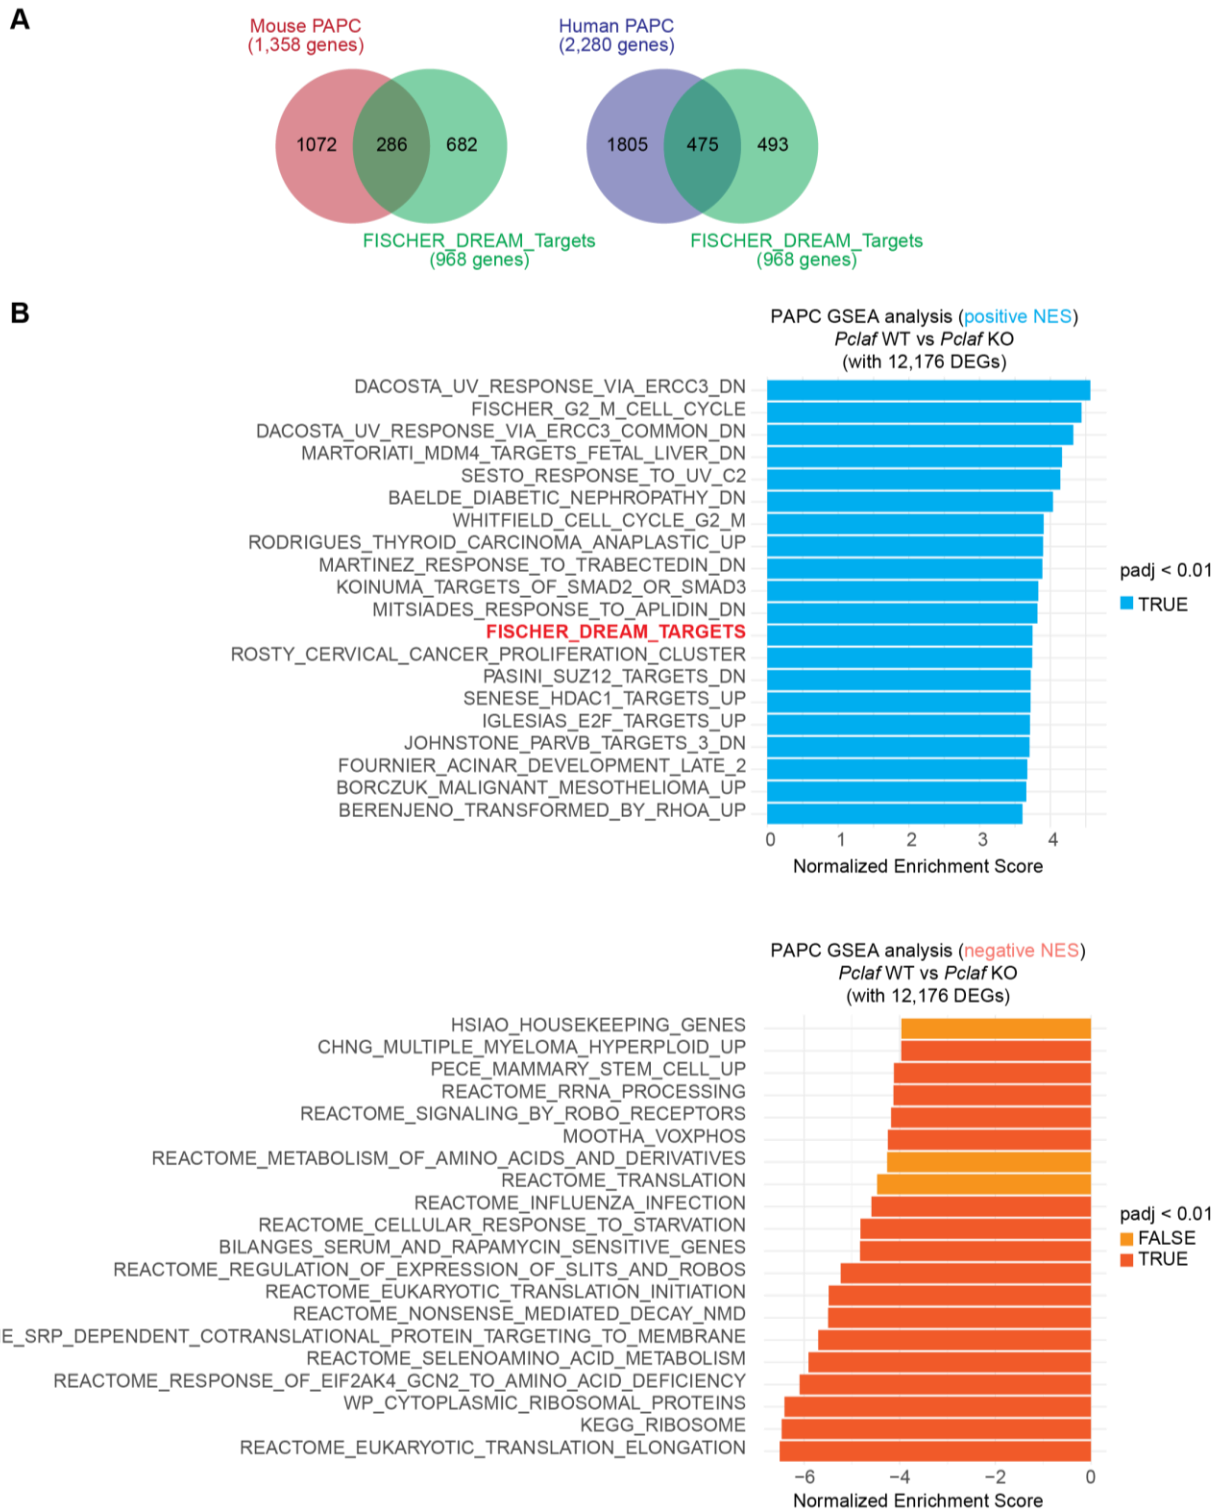 A
Mouse PAPC
(1,358 genes)
Human PAPC
(2,280 genes)
1072
286
682
1805
475
493
FISCHER_DREAM_Targets
(968 genes)
FISCHER_DREAM_Targets
(968 genes)
B
PAPC GSEA analysis (positive NES)
Pclaf WT vs Pclaf KO
(with 12,176 DEGs)
DACOSTA_UV_RESPONSE_VIA_ERCC3_DN
FISCHER_G2_M_CELL_CYCLE
DACOSTA_UV_RESPONSE_VIA_ERCC3_COMMON_DN
MARTORIATI_MDM4_TARGETS_FETAL_LIVER_DN
SESTO_RESPONSE_TO_UV_C2
BAELDE_DIABETIC_NEPHROPATHY_DN
WHITFIELD_CELL_CYCLE_G2_M
RODRIGUES_THYROID_CARCINOMA_ANAPLASTIC_UP
MARTINEZ_RESPONSE_TO_TRABECTEDIN_DN
KOINUMA_TARGETS_OF_SMAD2_OR_SMAD3
MITSIADES_RESPONSE_TO_APLIDIN_DN
FISCHER_DREAM_TARGETS
ROSTY_CERVICAL_CANCER_PROLIFERATION_CLUSTER
PASINI_SUZ12_TARGETS_DN
SENESE_HDAC1_TARGETS_UP
IGLESIAS_E2F_TARGETS_UP
JOHNSTONE_PARVB_TARGETS_3_DN
FOURNIER_ACINAR_DEVELOPMENT_LATE_2
BORCZUK_MALIGNANT_MESOTHELIOMA_UP
BERENJENO_TRANSFORMED_BY_RHOA_UP
padj < 0.01
TRUE
0 1 2 3 4
Normalized Enrichment Score
PAPC GSEA analysis (negative NES)
Pclaf WT vs Pclaf KO
(with 12,176 DEGs)
HSIAO_HOUSEKEEPING_GENES
CHNG_MULTIPLE_MYELOMA_HYPERPLOID_UP
PECE_MAMMARY_STEM_CELL_UP
REACTOME_RRNA_PROCESSING
REACTOME_SIGNALING_BY_ROBO_RECEPTORS
MOOTHA_VOXPHOS
REACTOME_METABOLISM_OF_AMINO_ACIDS_AND_DERIVATIVES
REACTOME_TRANSLATION
REACTOME_INFLUENZA_INFECTION
REACTOME_CELLULAR_RESPONSE_TO_STARVATION
BILANGES_SERUM_AND_RAPAMYCIN_SENSITIVE_GENES
REACTOME_REGULATION_OF_EXPRESSION_OF_SLITS_AND_ROBOS
REACTOME_EUKARYOTIC_TRANSLATION_INITIATION
REACTOME_NONSENSE_MEDIATED_DECAY_NMD
E_SRP_DEPENDENT_COTRANSLATIONAL_PROTEIN_TARGETING_TO_MEMBRANE
REACTOME_SELENOAMINO_ACID_METABOLISM
REACTOME_RESPONSE_OF_EIF2AK4_GCN2_TO_AMINO_ACID_DEFICIENCY
WP_CYTOPLASMIC_RIBOSOMAL_PROTEINS
KEGG_RIBOSOME
REACTOME_EUKARYOTIC_TRANSLATION_ELONGATION
padj < 0.01
FALSE
TRUE
−6 −4 −2 0
Normalized Enrichment Score